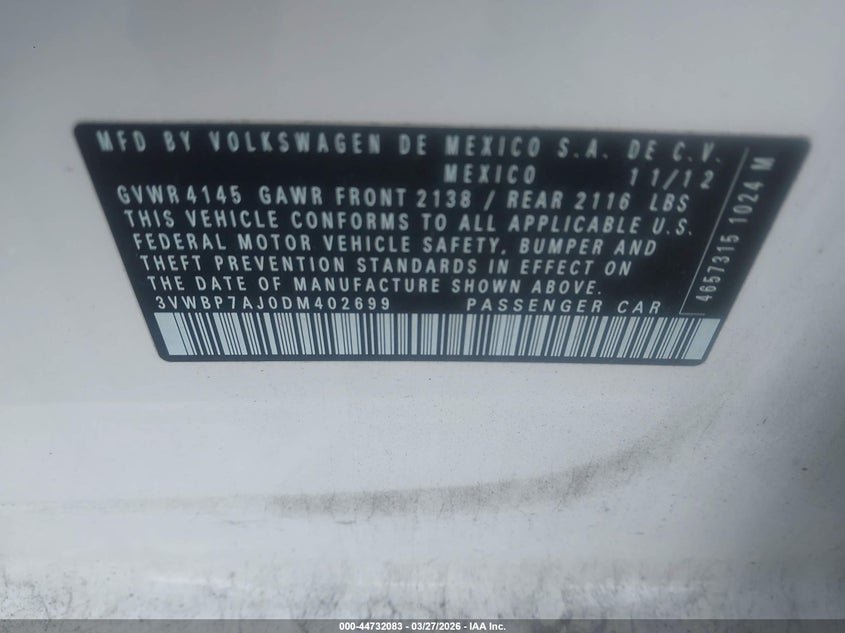 MFD BY VOLKSWAGEN DE MEXICO S.A. DE C.V.
MEXICO 11/12
GVWR 4145 GAWR FRONT 2138 / REAR 2116 LBS
THIS VEHICLE CONFORMS TO ALL APPLICABLE U.S.
FEDERAL MOTOR VEHICLE SAFETY, BUMPER AND
THEFT PREVENTION STANDARDS IN EFFECT ON
THE DATE OF MANUFACTURE SHOWN ABOVE.
3VWBP7AJ0DM402699 PASSENGER CAR
4657315 1024 M
000-44732083 | 03/27/2026 | IAA Inc.